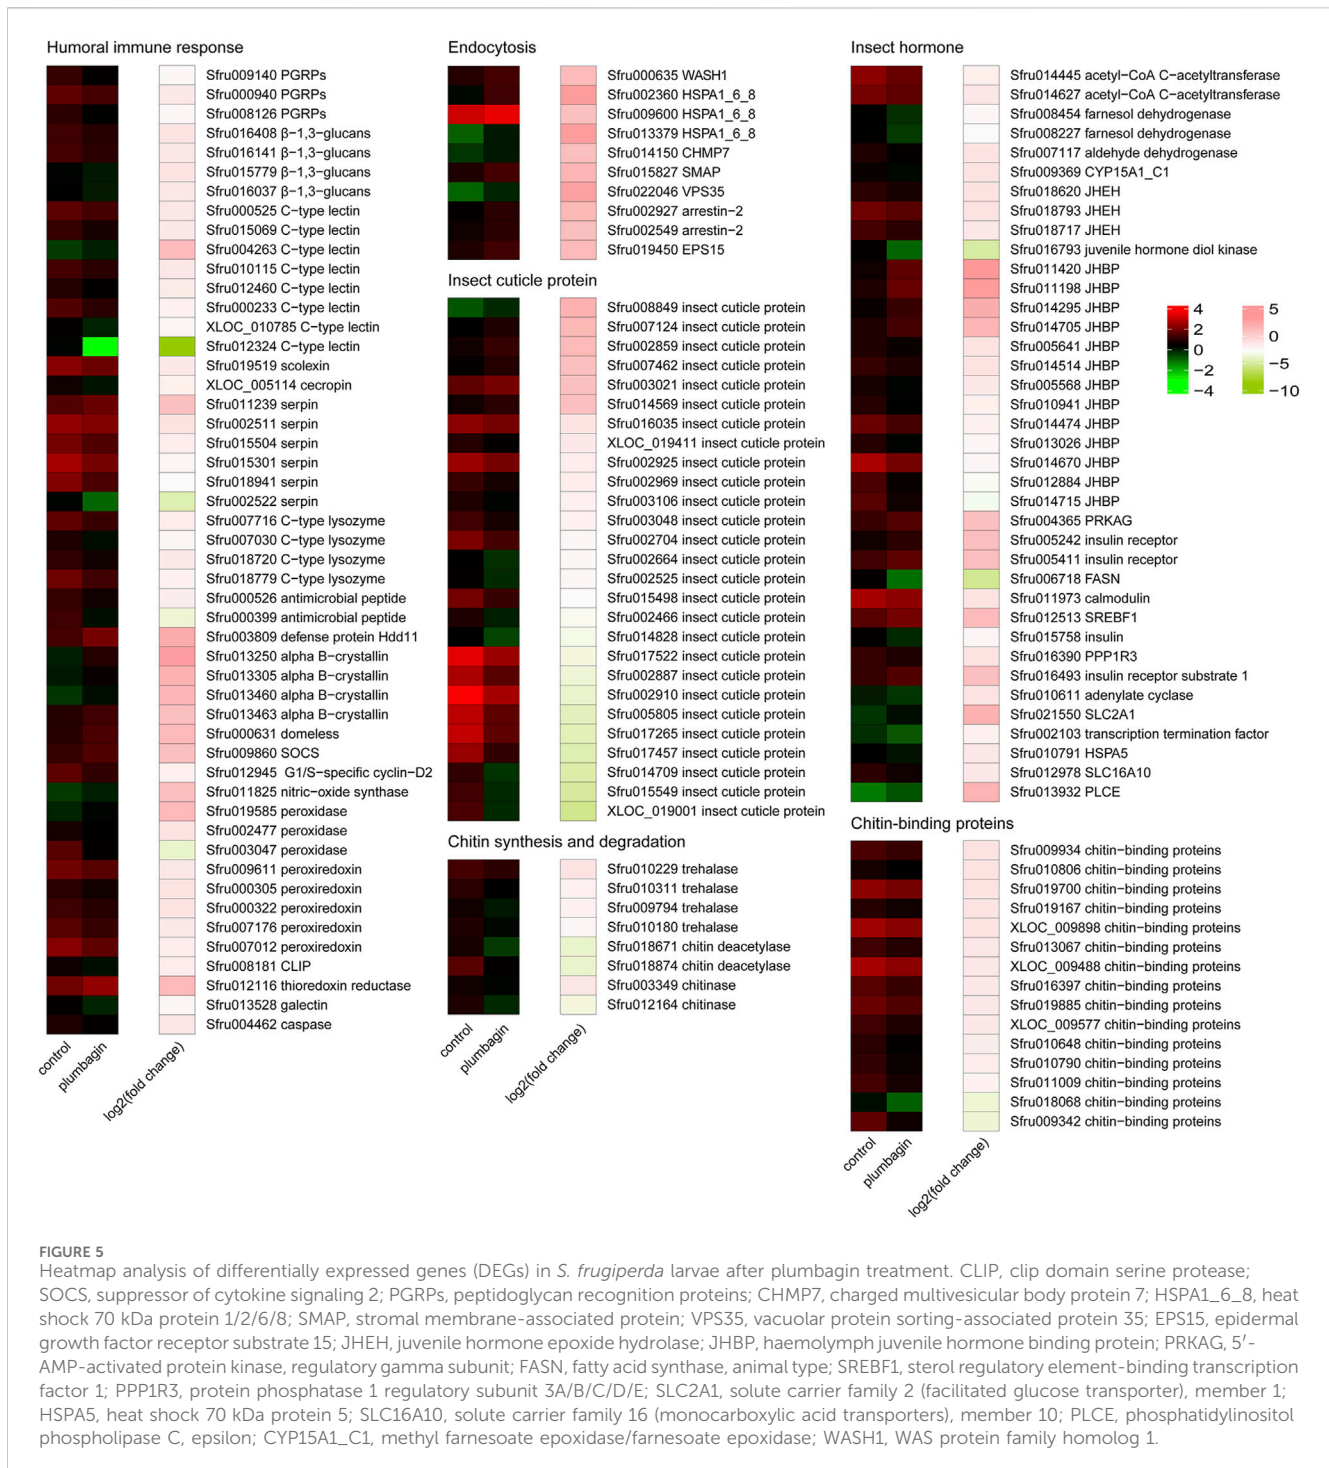 Humoral immune response
Sfru009140 PGRPs
Sfru000940 PGRPs
Sfru008126 PGRPs
Sfru016408 β−1,3−glucans
Sfru016141 β−1,3−glucans
Sfru015779 β−1,3−glucans
Sfru016037 β−1,3−glucans
Sfru000525 C−type lectin
Sfru015069 C−type lectin
Sfru004263 C−type lectin
Sfru010115 C−type lectin
Sfru012460 C−type lectin
Sfru000233 C−type lectin
XLOC_010785 C−type lectin
Sfru012324 C−type lectin
Sfru019519 scolexin
XLOC_005114 cecropin
Sfru011239 serpin
Sfru002511 serpin
Sfru015504 serpin
Sfru015301 serpin
Sfru018941 serpin
Sfru002522 serpin
Sfru007716 C−type lysozyme
Sfru007030 C−type lysozyme
Sfru018720 C−type lysozyme
Sfru018779 C−type lysozyme
Sfru000526 antimicrobial peptide
Sfru000399 antimicrobial peptide
Sfru003809 defense protein Hdd11
Sfru013250 alpha B−crystallin
Sfru013305 alpha B−crystallin
Sfru013460 alpha B−crystallin
Sfru013463 alpha B−crystallin
Sfru000631 domeless
Sfru009860 SOCS
Sfru012945 G1/S−specific cyclin−D2
Sfru011825 nitric−oxide synthase
Sfru019585 peroxidase
Sfru002477 peroxidase
Sfru003047 peroxidase
Sfru009611 peroxiredoxin
Sfru000305 peroxiredoxin
Sfru000322 peroxiredoxin
Sfru007176 peroxiredoxin
Sfru007012 peroxiredoxin
Sfru008181 CLIP
Sfru012116 thioredoxin reductase
Sfru013528 galectin
Sfru004462 caspase
control
plumbagin
log2(fold change)
Endocytosis
Sfru000635 WASH1
Sfru002360 HSPA1_6_8
Sfru009600 HSPA1_6_8
Sfru013379 HSPA1_6_8
Sfru014150 CHMP7
Sfru015827 SMAP
Sfru022046 VPS35
Sfru002927 arrestin−2
Sfru002549 arrestin−2
Sfru019450 EPS15
Insect cuticle protein
Sfru008849 insect cuticle protein
Sfru007124 insect cuticle protein
Sfru002859 insect cuticle protein
Sfru007462 insect cuticle protein
Sfru003021 insect cuticle protein
Sfru014569 insect cuticle protein
Sfru016035 insect cuticle protein
XLOC_019411 insect cuticle protein
Sfru002925 insect cuticle protein
Sfru002969 insect cuticle protein
Sfru003106 insect cuticle protein
Sfru003048 insect cuticle protein
Sfru002704 insect cuticle protein
Sfru002664 insect cuticle protein
Sfru002525 insect cuticle protein
Sfru015498 insect cuticle protein
Sfru002466 insect cuticle protein
Sfru014828 insect cuticle protein
Sfru017522 insect cuticle protein
Sfru002887 insect cuticle protein
Sfru002910 insect cuticle protein
Sfru005805 insect cuticle protein
Sfru017265 insect cuticle protein
Sfru017457 insect cuticle protein
Sfru014709 insect cuticle protein
Sfru015549 insect cuticle protein
XLOC_019001 insect cuticle protein
Chitin synthesis and degradation
Sfru010229 trehalase
Sfru010311 trehalase
Sfru009794 trehalase
Sfru010180 trehalase
Sfru018671 chitin deacetylase
Sfru018874 chitin deacetylase
Sfru003349 chitinase
Sfru012164 chitinase
control
plumbagin
log2(fold change)
Insect hormone
Sfru014445 acetyl−CoA C−acetyltransferase
Sfru014627 acetyl−CoA C−acetyltransferase
Sfru008454 farnesol dehydrogenase
Sfru008227 farnesol dehydrogenase
Sfru007117 aldehyde dehydrogenase
Sfru009369 CYP15A1_C1
Sfru018620 JHEH
Sfru018793 JHEH
Sfru018717 JHEH
Sfru016793 juvenile hormone diol kinase
Sfru011420 JHBP
Sfru011198 JHBP
Sfru014295 JHBP
Sfru014705 JHBP
Sfru005641 JHBP
Sfru014514 JHBP
Sfru005568 JHBP
Sfru010941 JHBP
Sfru014474 JHBP
Sfru013026 JHBP
Sfru014670 JHBP
Sfru012884 JHBP
Sfru014715 JHBP
Sfru004365 PRKAG
Sfru005242 insulin receptor
Sfru005411 insulin receptor
Sfru006718 FASN
Sfru011973 calmodulin
Sfru012513 SREBF1
Sfru015758 insulin
Sfru016390 PPP1R3
Sfru016493 insulin receptor substrate 1
Sfru010611 adenylate cyclase
Sfru021550 SLC2A1
Sfru002103 transcription termination factor
Sfru010791 HSPA5
Sfru012978 SLC16A10
Sfru013932 PLCE
4
2
0
−2
−4
5
0
−5
−10
Chitin-binding proteins
Sfru009934 chitin−binding proteins
Sfru010806 chitin−binding proteins
Sfru019700 chitin−binding proteins
Sfru019167 chitin−binding proteins
XLOC_009898 chitin−binding proteins
Sfru013067 chitin−binding proteins
XLOC_009488 chitin−binding proteins
Sfru016397 chitin−binding proteins
Sfru019885 chitin−binding proteins
XLOC_009577 chitin−binding proteins
Sfru010648 chitin−binding proteins
Sfru010790 chitin−binding proteins
Sfru011009 chitin−binding proteins
Sfru018068 chitin−binding proteins
Sfru009342 chitin−binding proteins
control
plumbagin
log2(fold change)
FIGURE 5
Heatmap analysis of differentially expressed genes (DEGs) in S. frugiperda larvae after plumbagin treatment. CLIP, clip domain serine protease;
SOCS, suppressor of cytokine signaling 2; PGRPs, peptidoglycan recognition proteins; CHMP7, charged multivesicular body protein 7; HSPA1_6_8, heat
shock 70 kDa protein 1/2/6/8; SMAP, stromal membrane-associated protein; VPS35, vacuolar protein sorting-associated protein 35; EPS15, epidermal
growth factor receptor substrate 15; JHEH, juvenile hormone epoxide hydrolase; JHBP, haemolymph juvenile hormone binding protein; PRKAG, 5′-
AMP-activated protein kinase, regulatory gamma subunit; FASN, fatty acid synthase, animal type; SREBF1, sterol regulatory element-binding transcription
factor 1; PPP1R3, protein phosphatase 1 regulatory subunit 3A/B/C/D/E; SLC2A1, solute carrier family 2 (facilitated glucose transporter), member 1;
HSPA5, heat shock 70 kDa protein 5; SLC16A10, solute carrier family 16 (monocarboxylic acid transporters), member 10; PLCE, phosphatidylinositol
phospholipase C, epsilon; CYP15A1_C1, methyl farnesoate epoxidase/farnesoate epoxidase; WASH1, WAS protein family homolog 1.